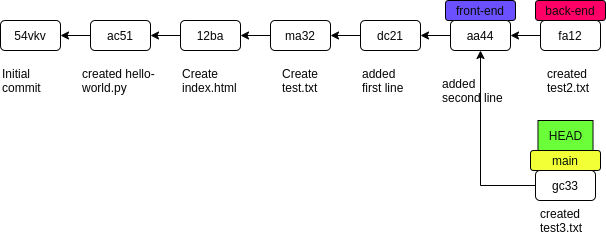 front-end
back-end
54vkv
ac51
12ba
ma32
dc21
aa44
fa12
Initial
commit
created hello-
world.py
Create
index.html
Create
test.txt
added
first line
added
second line
created
test2.txt
HEAD
main
gc33
created
test3.txt